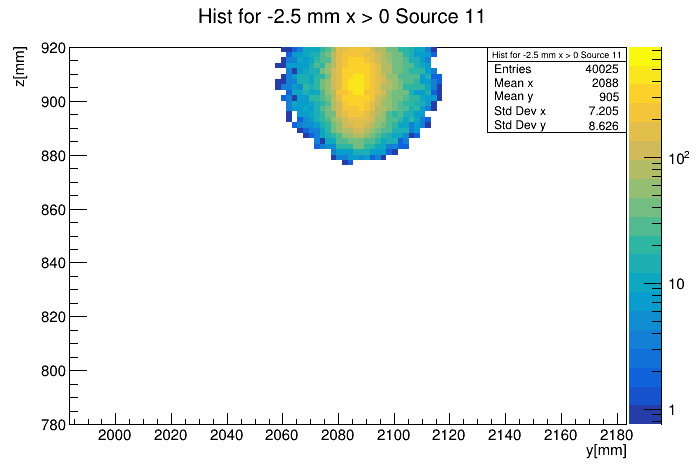 Hist for -2.5 mm x > 0 Source 11
z[mm]
920
900
880
860
840
820
800
780
2000
2020
2040
2060
2080
2100
2120
2140
2160
2180
y[mm]
Hist for -2.5 mm x > 0 Source 11
Entries 40025
Mean x 2088
Mean y 905
Std Dev x 7.205
Std Dev y 8.626
10²
10
1